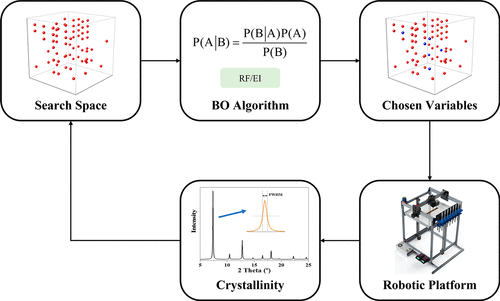 Search Space
P(A|B) = P(B|A)P(A) / P(B)
RF/EI
BO Algorithm
Chosen Variables
Intensity
FWHM
5 10 15 20 25
2 Theta (°)
Crystallinity
Robotic Platform